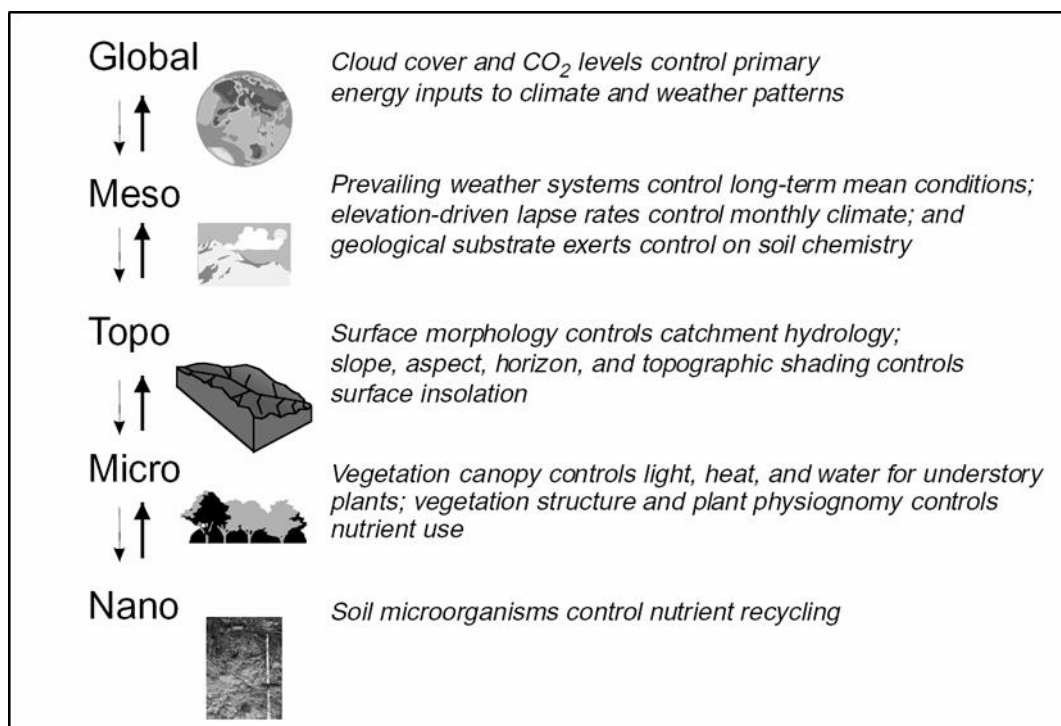 Global
Cloud cover and CO₂ levels control primary
energy inputs to climate and weather patterns
Meso
Prevailing weather systems control long-term mean conditions;
elevation-driven lapse rates control monthly climate; and
geological substrate exerts control on soil chemistry
Topo
Surface morphology controls catchment hydrology;
slope, aspect, horizon, and topographic shading controls
surface insolation
Micro
Vegetation canopy controls light, heat, and water for understory
plants; vegetation structure and plant physiognomy controls
nutrient use
Nano
Soil microorganisms control nutrient recycling